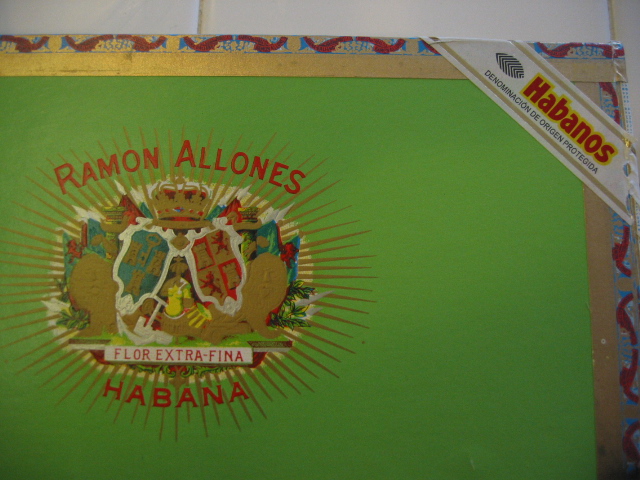 RAMON ALLONES
FLOR EXTRA-FINA
HABANA
Habanos
DENOMINACIÓN DE ORIGEN PROTEGIDA